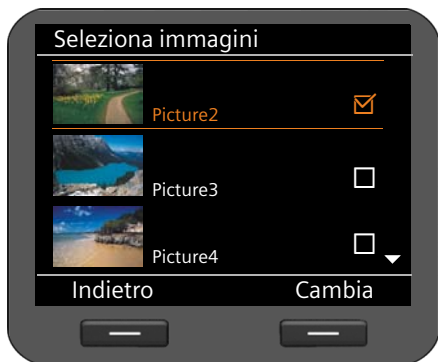 Seleziona immagini
Picture2
Picture3
Picture4
Indietro Cambia